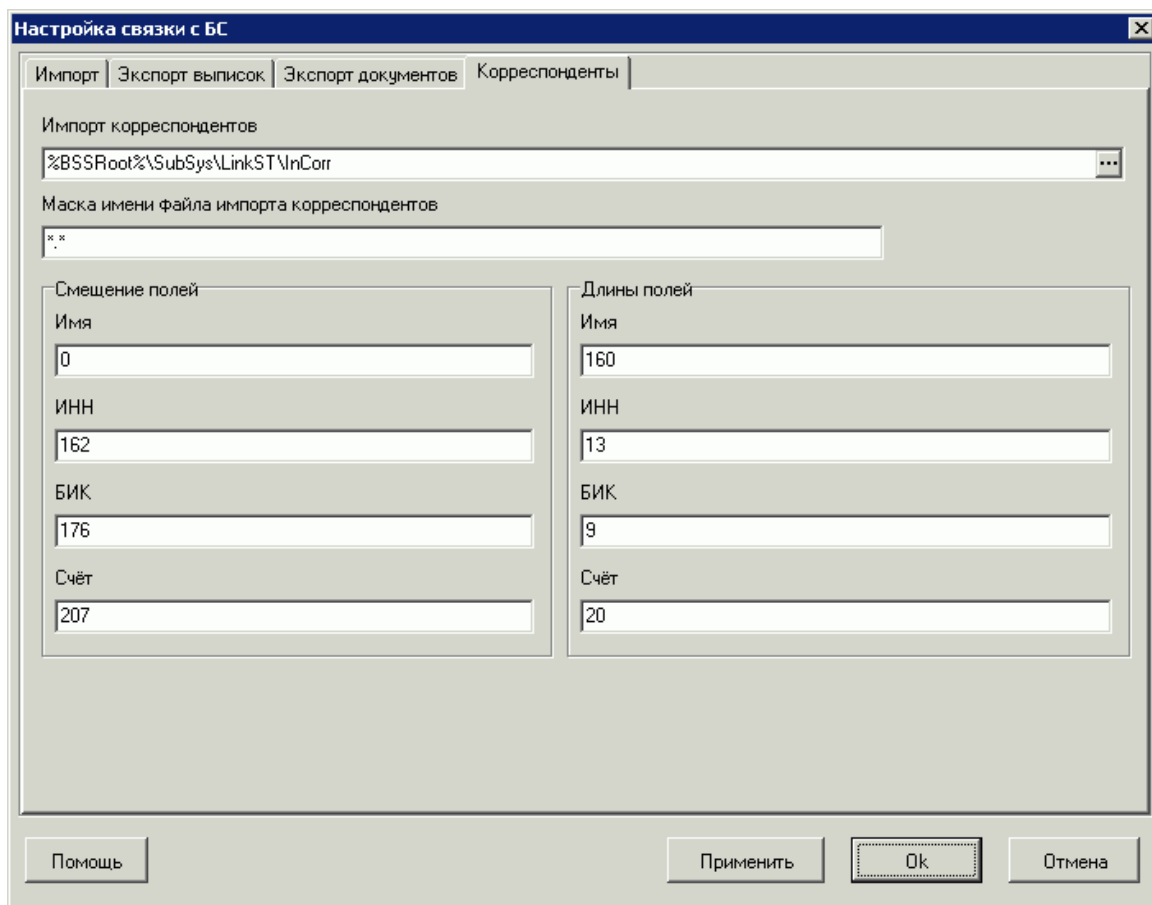 Настройка связки с БС
Импорт Экспорт выписок Экспорт документов Корреспонденты
Импорт корреспондентов
%BSSRoot%\SubSys\LinkST\InCorr ...
Маска имени файла импорта корреспондентов
*.*
Смещение полей
Имя
0
ИНН
162
БИК
176
Счёт
207
Длины полей
Имя
160
ИНН
13
БИК
9
Счёт
20
Помощь Применить Ok Отмена